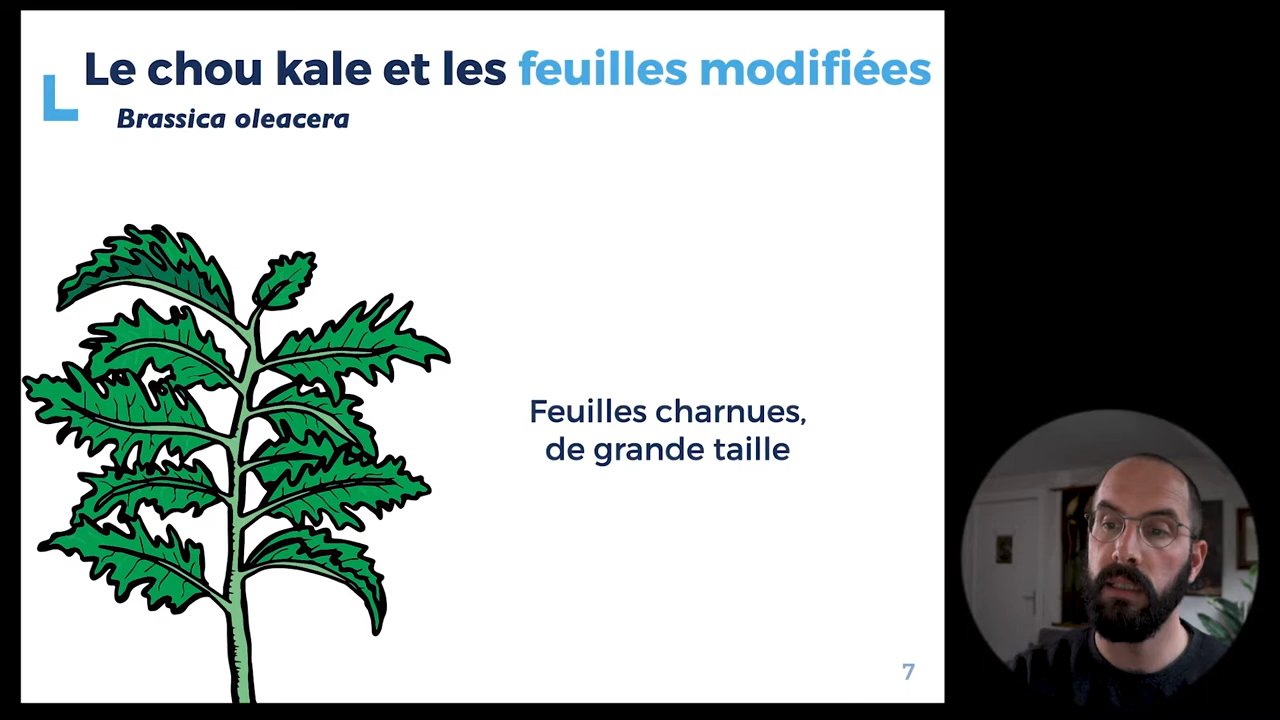 Le chou kale et les feuilles modifiées
Brassica oleacera
Feuilles charnues,
de grande taille
7